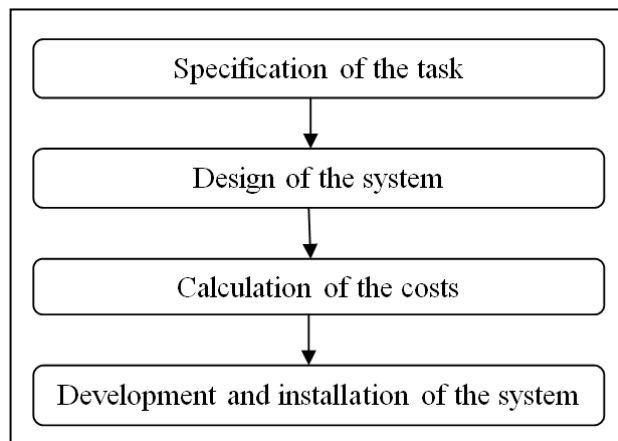 Specification of the task
Design of the system
Calculation of the costs
Development and installation of the system